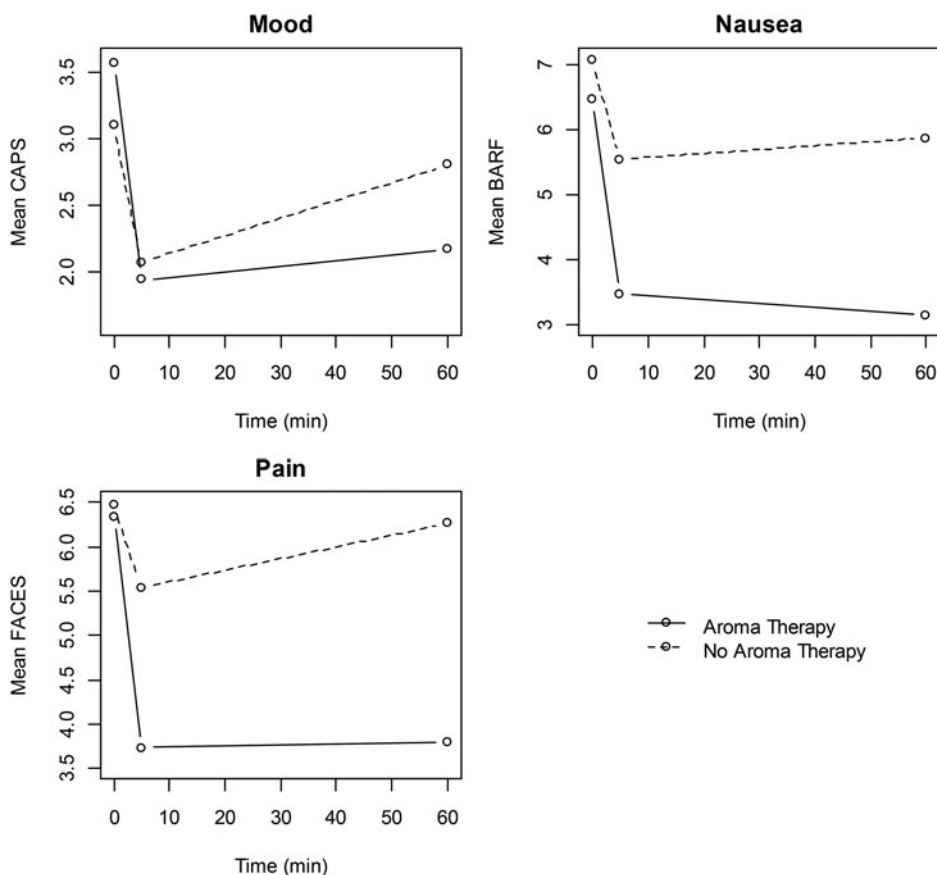 Mood
Mean CAPS
3.5
3.0
2.5
2.0
0 10 20 30 40 50 60
Time (min)
Nausea
Mean BARF
7
6
5
4
3
0 10 20 30 40 50 60
Time (min)
Pain
Mean FACES
6.5
6.0
5.5
5.0
4.5
4.0
3.5
0 10 20 30 40 50 60
Time (min)
Aroma Therapy
No Aroma Therapy